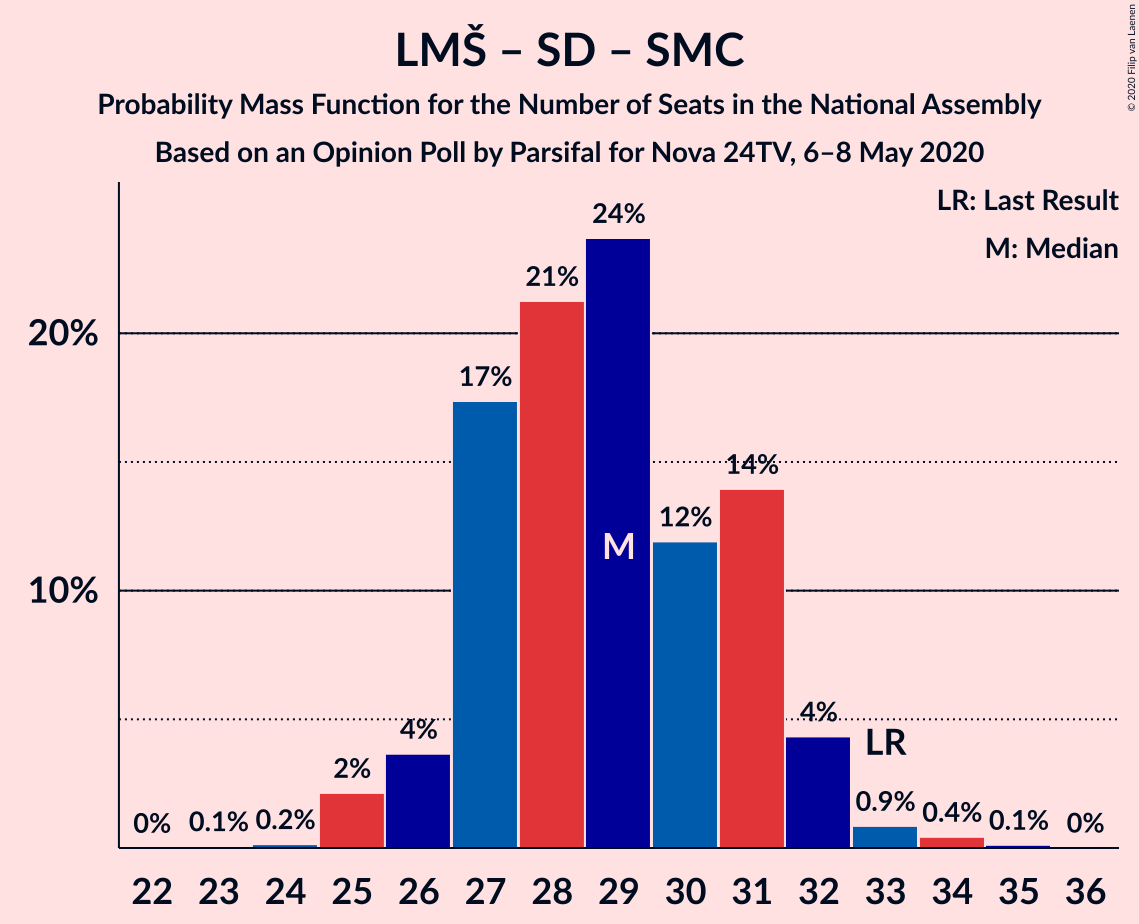 LMŠ – SD – SMC
Probability Mass Function for the Number of Seats in the National Assembly
Based on an Opinion Poll by Parsifal for Nova 24TV, 6–8 May 2020
© 2020 Filip van Laenen
LR: Last Result
M: Median
20%
10%
0%
0.1%
0.2%
2%
4%
17%
21%
24%
12%
14%
4%
0.9%
0.4%
0.1%
0%
M
LR
22 23 24 25 26 27 28 29 30 31 32 33 34 35 36